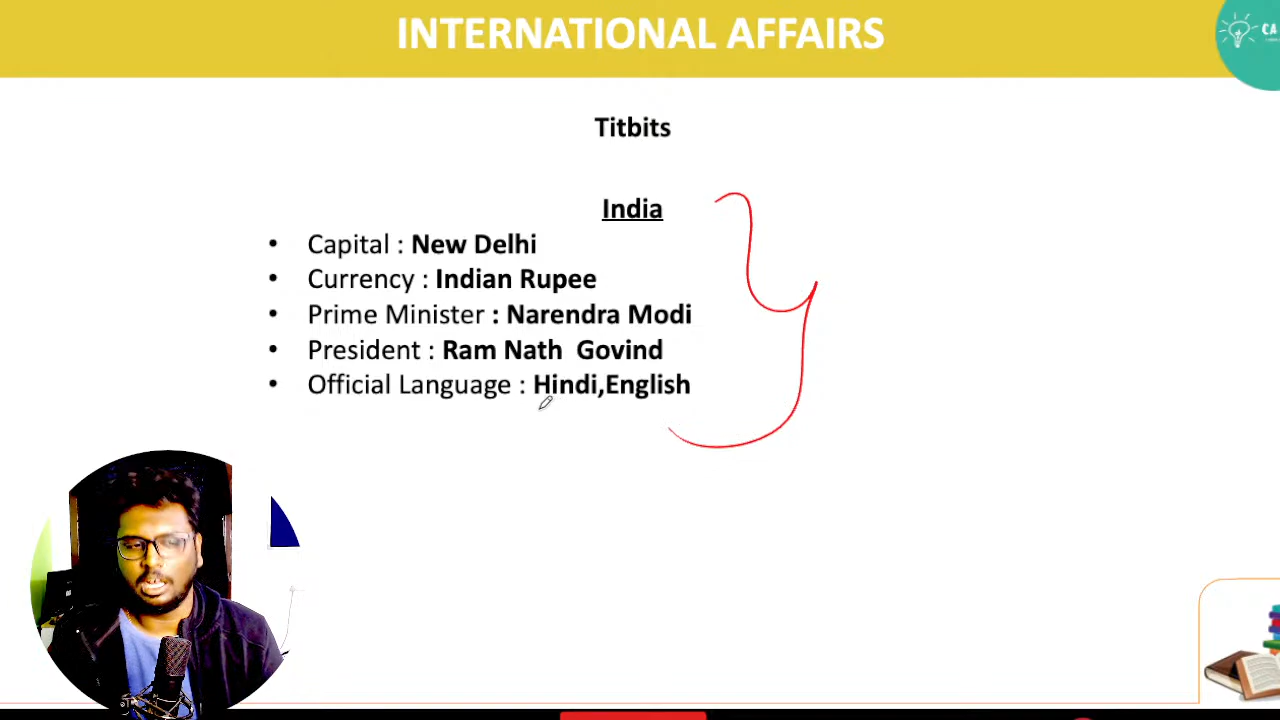 INTERNATIONAL AFFAIRS
CA
Titbits
India
• Capital : New Delhi
• Currency : Indian Rupee
• Prime Minister : Narendra Modi
• President : Ram Nath Govind
• Official Language : Hindi,English